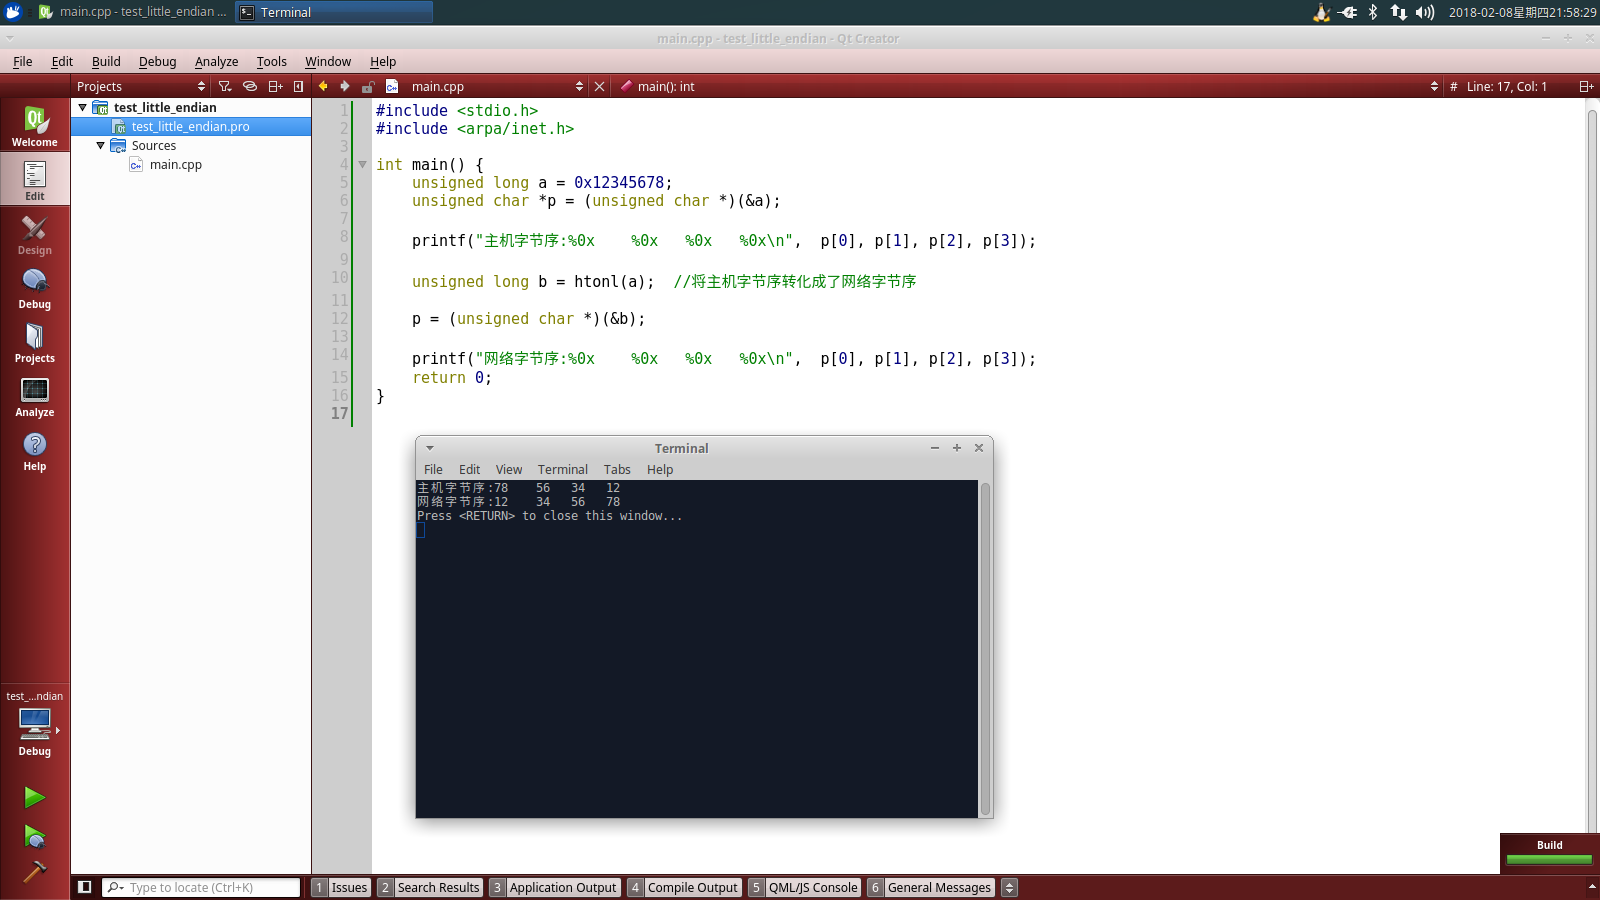 main.cpp - test_little_endian ...
Terminal
2018-02-08星期四21:58:29
main.cpp - test_little_endian - Qt Creator
File Edit Build Debug Analyze Tools Window Help
Projects
main.cpp
main(): int
# Line: 17, Col: 1
Welcome
Edit
Design
Debug
Projects
Analyze
Help
test_...ndian
Debug
test_little_endian
test_little_endian.pro
Sources
main.cpp
1 #include <stdio.h>
2 #include <arpa/inet.h>
3
4 int main() {
5     unsigned long a = 0x12345678;
6     unsigned char *p = (unsigned char *)(&a);
7
8     printf("主机字节序:%0x    %0x   %0x   %0x\n",  p[0], p[1], p[2], p[3]);
9
10     unsigned long b = htonl(a);  //将主机字节序转化成了网络字节序
11
12     p = (unsigned char *)(&b);
13
14     printf("网络字节序:%0x    %0x   %0x   %0x\n",  p[0], p[1], p[2], p[3]);
15     return 0;
16 }
17
Terminal
File Edit View Terminal Tabs Help
主机字节序:78    56   34   12
网络字节序:12    34   56   78
Press <RETURN> to close this window...
Build
Type to locate (Ctrl+K)
1 Issues
2 Search Results
3 Application Output
4 Compile Output
5 QML/JS Console
6 General Messages